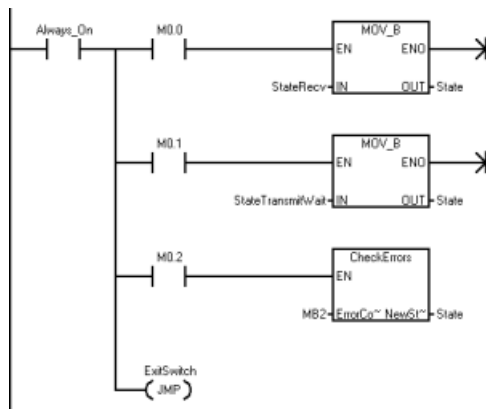 Always_On M0.0 MOV_B
EN ENO
StateRecv IN OUT State
M0.1 MOV_B
EN ENO
StateTransmitWait IN OUT State
M0.2 CheckErrors
EN
MB2 ErrorCo~ NewSt~ State
ExitSwitch
JMP